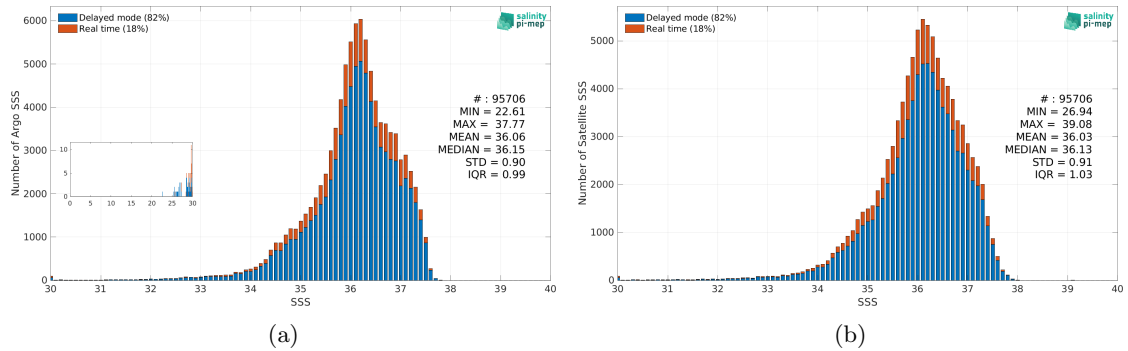 Delayed mode (82%)
Real time (18%)
salinity
pi-mep
Number of Argo SSS
6000
5000
4000
3000
2000
1000
0
# : 95706
MIN = 22.61
MAX = 37.77
MEAN = 36.06
MEDIAN = 36.15
STD = 0.90
IQR = 0.99
10
5
0
0 5 10 15 20 25 30
30 31 32 33 34 35 36 37 38 39 40
SSS
(a)
Delayed mode (82%)
Real time (18%)
salinity
pi-mep
Number of Satellite SSS
5000
4000
3000
2000
1000
0
# : 95706
MIN = 26.94
MAX = 39.08
MEAN = 36.03
MEDIAN = 36.13
STD = 0.91
IQR = 1.03
30 31 32 33 34 35 36 37 38 39 40
SSS
(b)